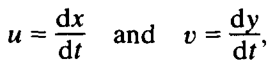 u = dx/dt and v = dy/dt,